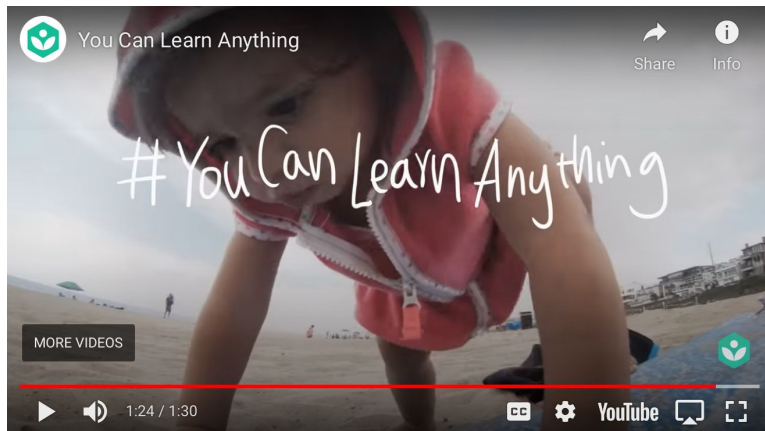 You Can Learn Anything
Share
Info
#YouCanLearnAnything
MORE VIDEOS
1:24 / 1:30
CC
YouTube